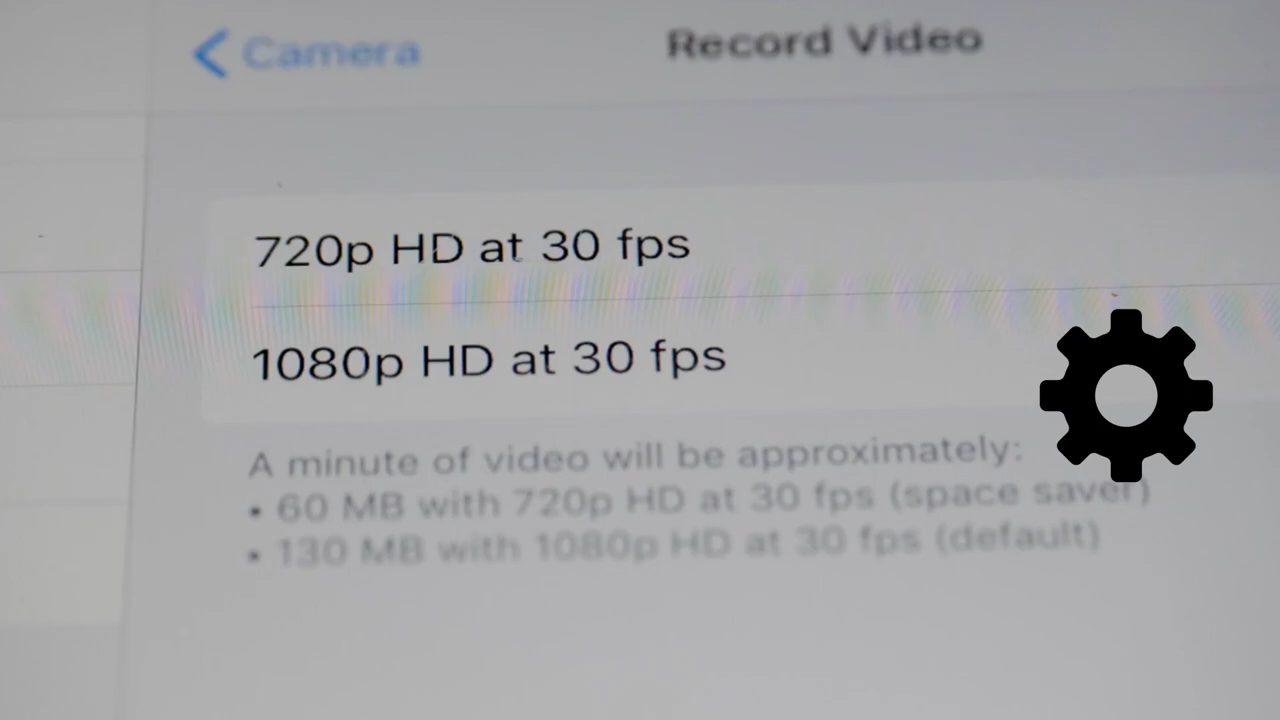 Camera
Record Video
720p HD at 30 fps
1080p HD at 30 fps
A minute of video will be approximately:
• 60 MB with 720p HD at 30 fps (space saver)
• 130 MB with 1080p HD at 30 fps (default)